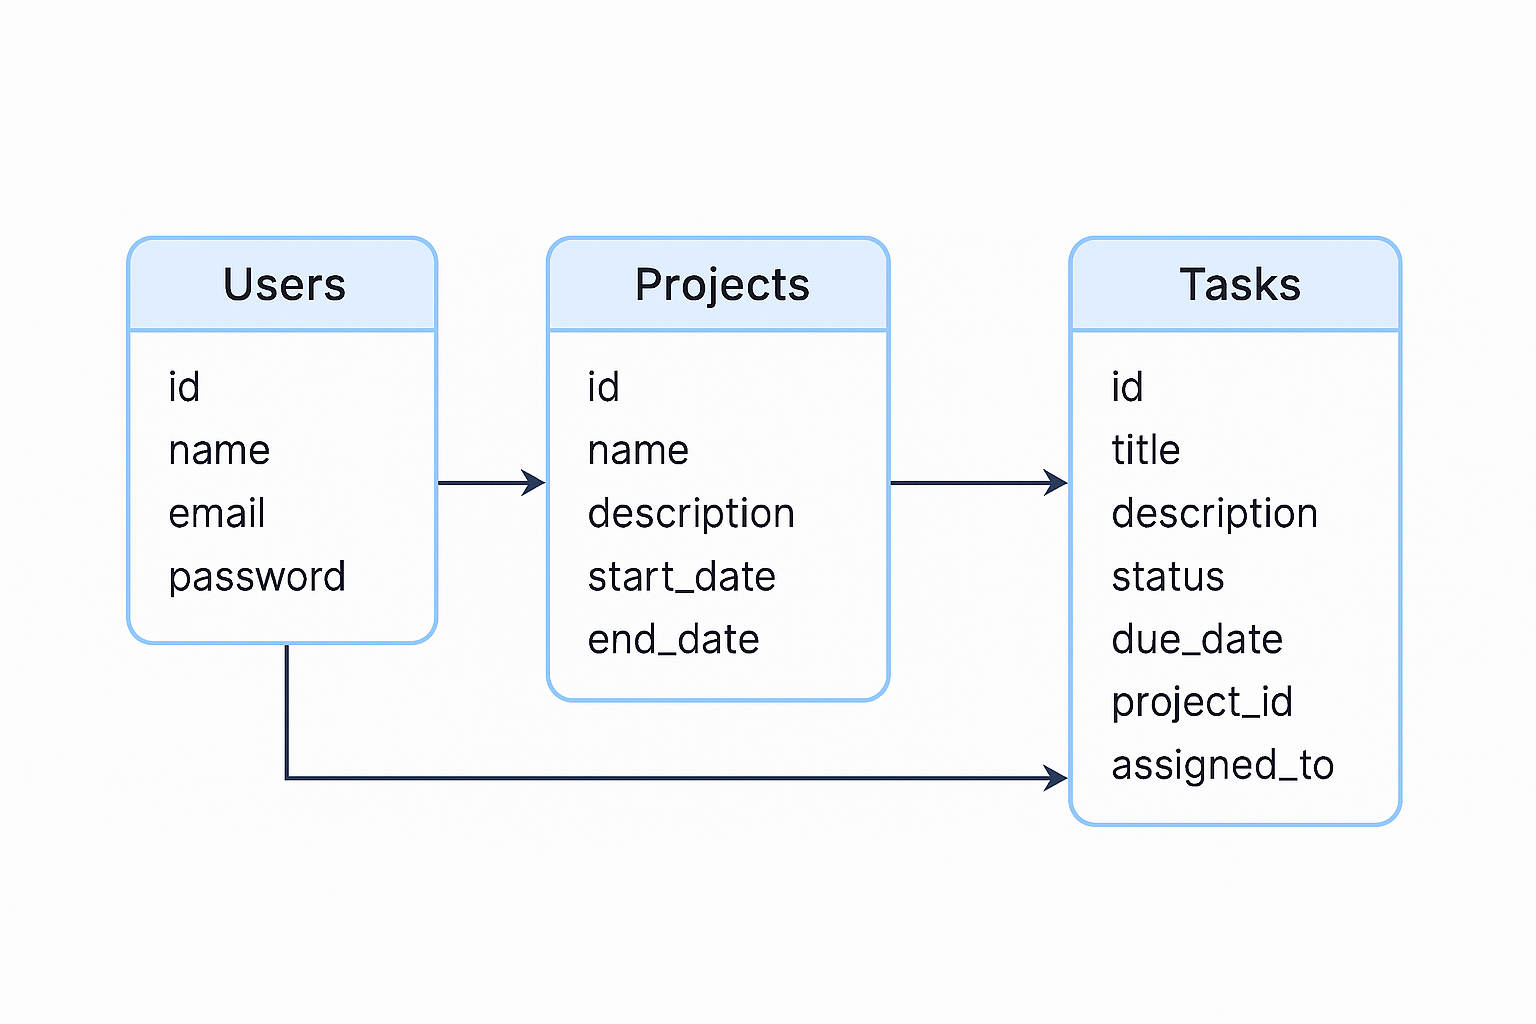 Users
id
name
email
password
Projects
id
name
description
start_date
end_date
Tasks
id
title
description
status
due_date
project_id
assigned_to